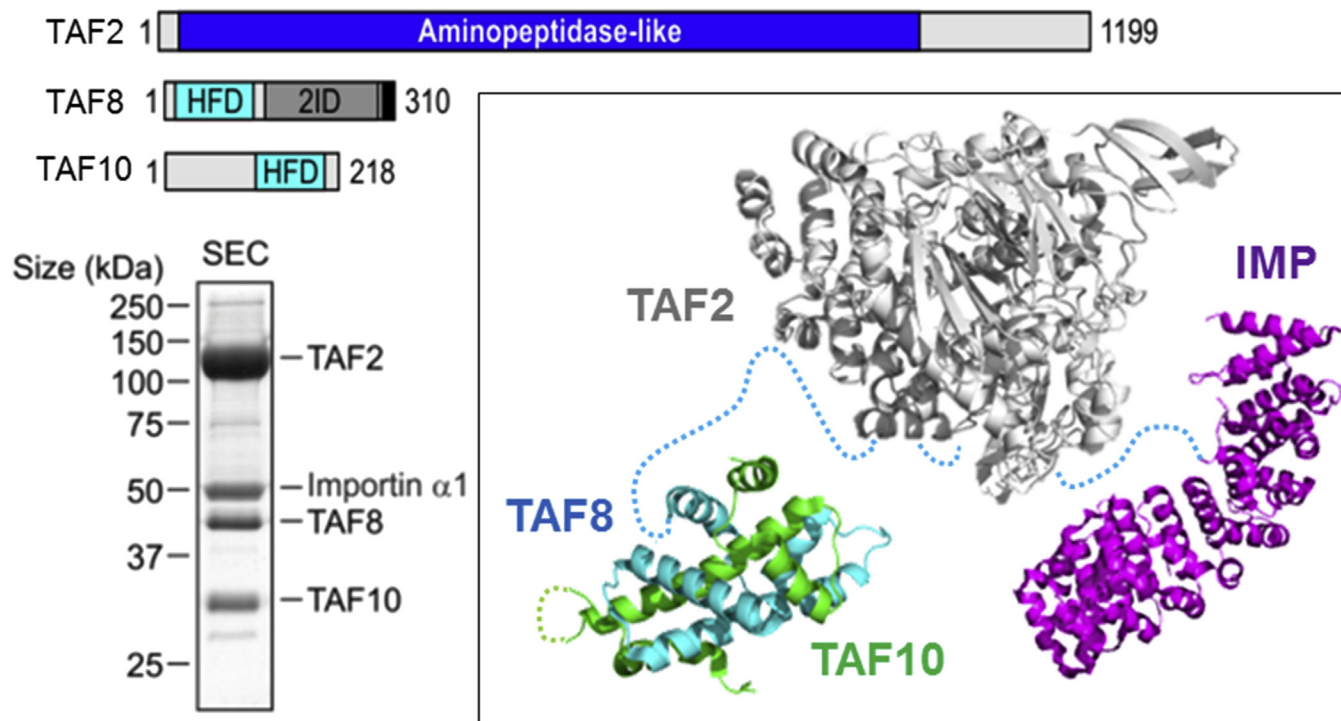 TAF2 1 Aminopeptidase-like 1199
TAF8 1 HFD 2ID 310
TAF10 1 HFD 218
Size (kDa) SEC
250
150
TAF2
100
75
50 Importin α1
TAF8
37
TAF10
25
TAF2
IMP
TAF8
TAF10